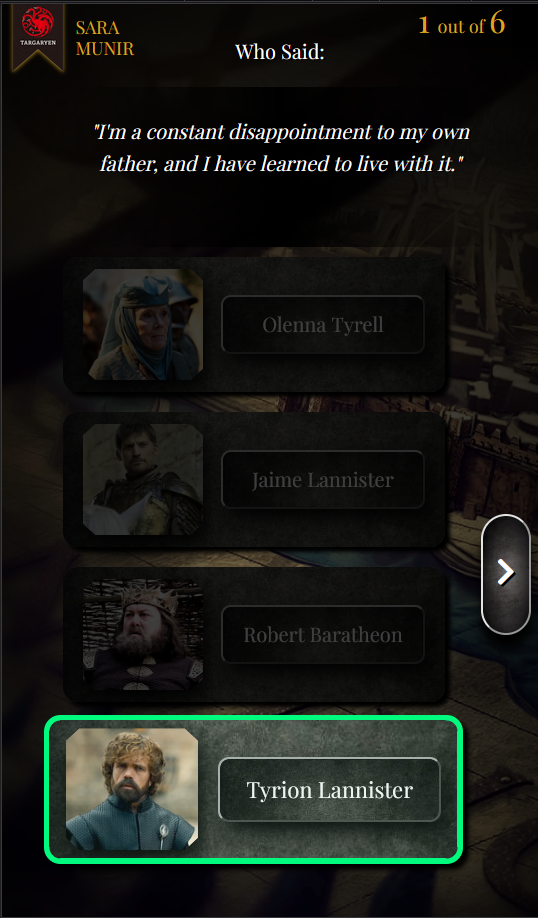 TARGARYEN
SARA
MUNIR
1 out of 6
Who Said:
"I'm a constant disappointment to my own
father, and I have learned to live with it."
Olenna Tyrell
Jaime Lannister
Robert Baratheon
Tyrion Lannister